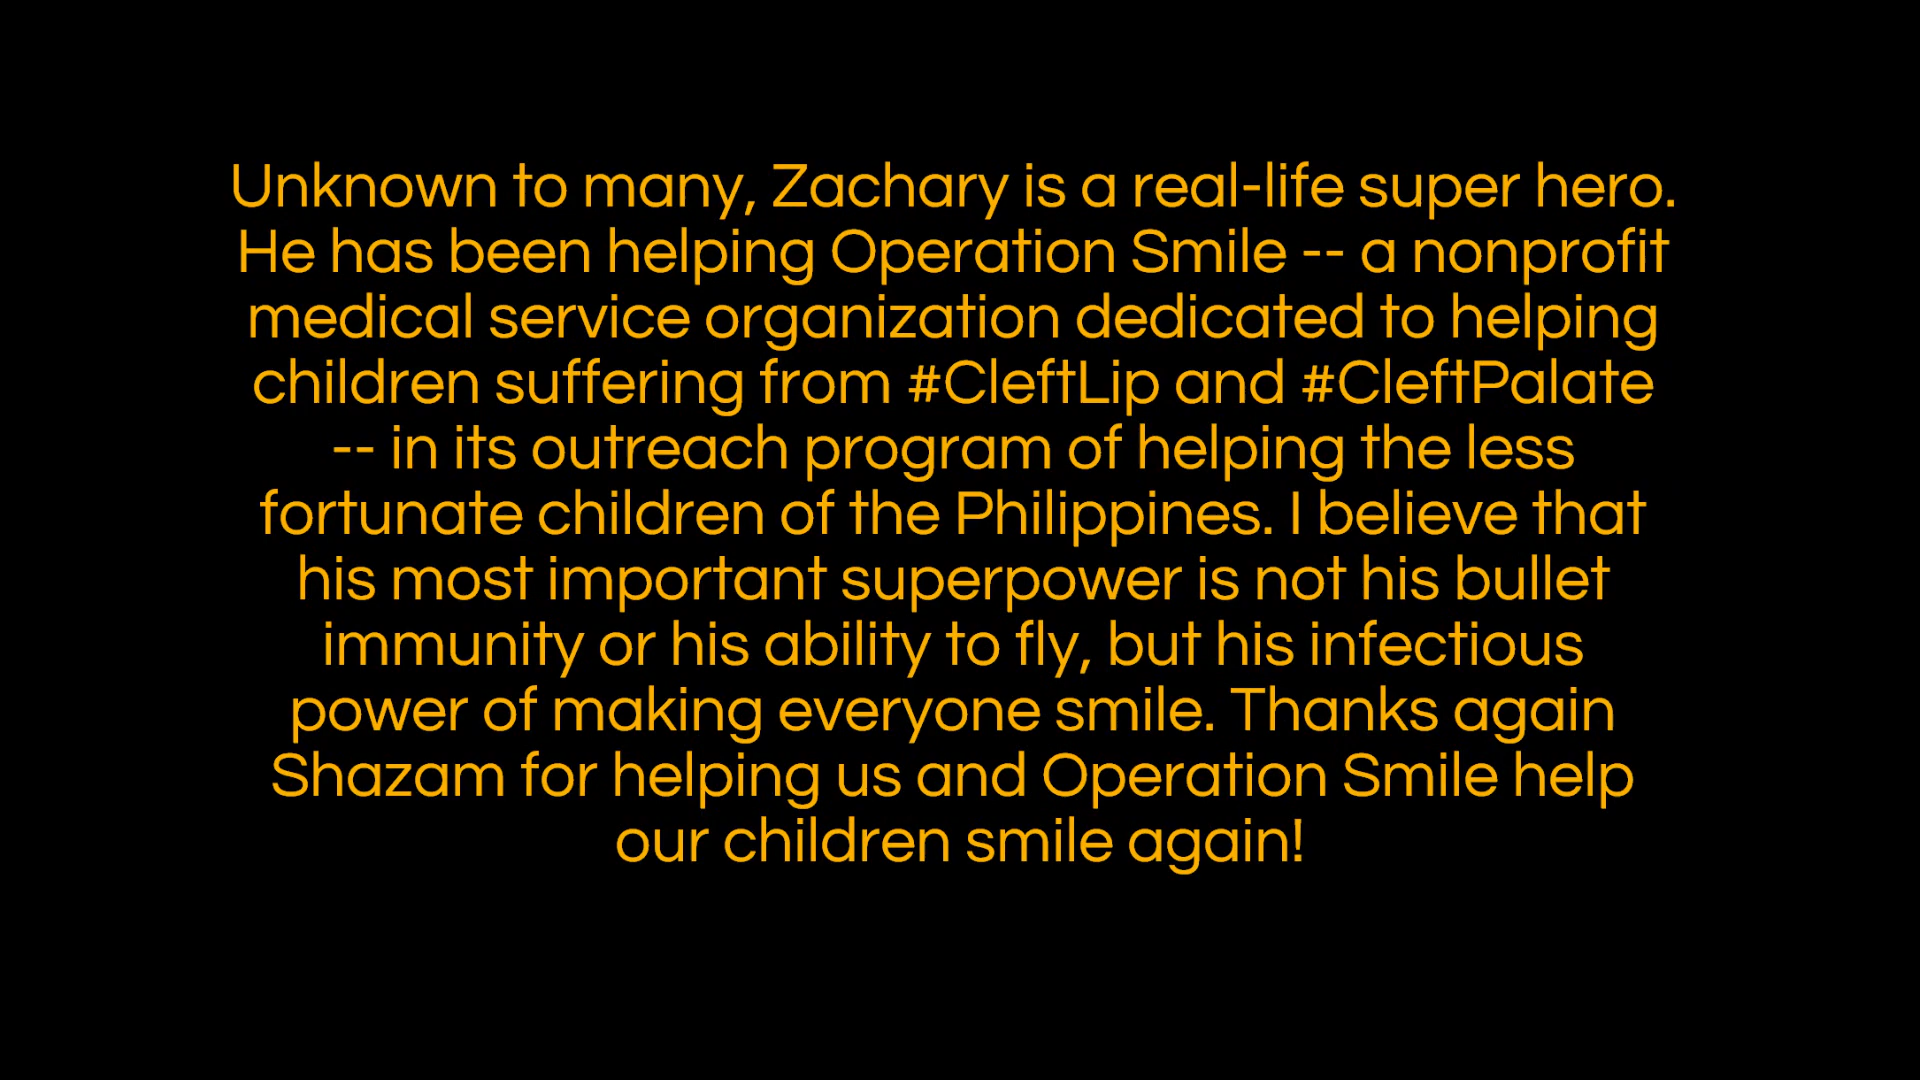 Unknown to many, Zachary is a real-life super hero.
He has been helping Operation Smile -- a nonprofit
medical service organization dedicated to helping
children suffering from #CleftLip and #CleftPalate
-- in its outreach program of helping the less
fortunate children of the Philippines. I believe that
his most important superpower is not his bullet
immunity or his ability to fly, but his infectious
power of making everyone smile. Thanks again
Shazam for helping us and Operation Smile help
our children smile again!